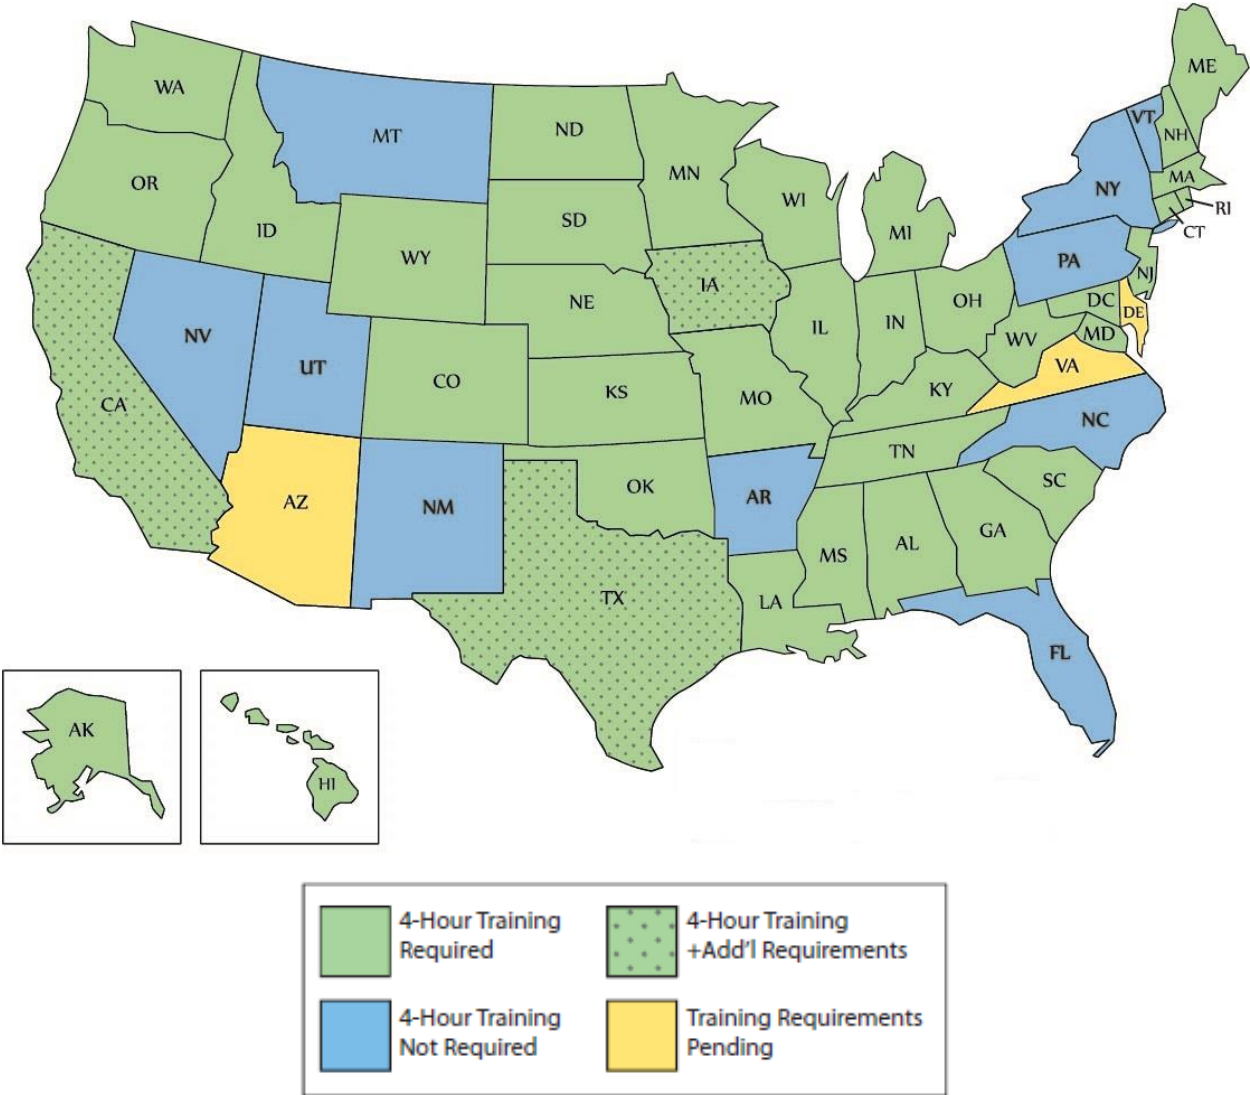 ME
WA
VT
MT
ND
NH
MN
MA
OR
NY
WI
RI
SD
ID
MI
CT
WY
PA
NJ
IA
NE
OH
DC
DE
IL
IN
NV
WV
MD
UT
VA
CO
KS
KY
MO
CA
NC
TN
SC
OK
AR
AZ
NM
GA
AL
MS
TX
LA
FL
AK
HI
4-Hour Training
Required
4-Hour Training
+Add'l Requirements
4-Hour Training
Not Required
Training Requirements
Pending